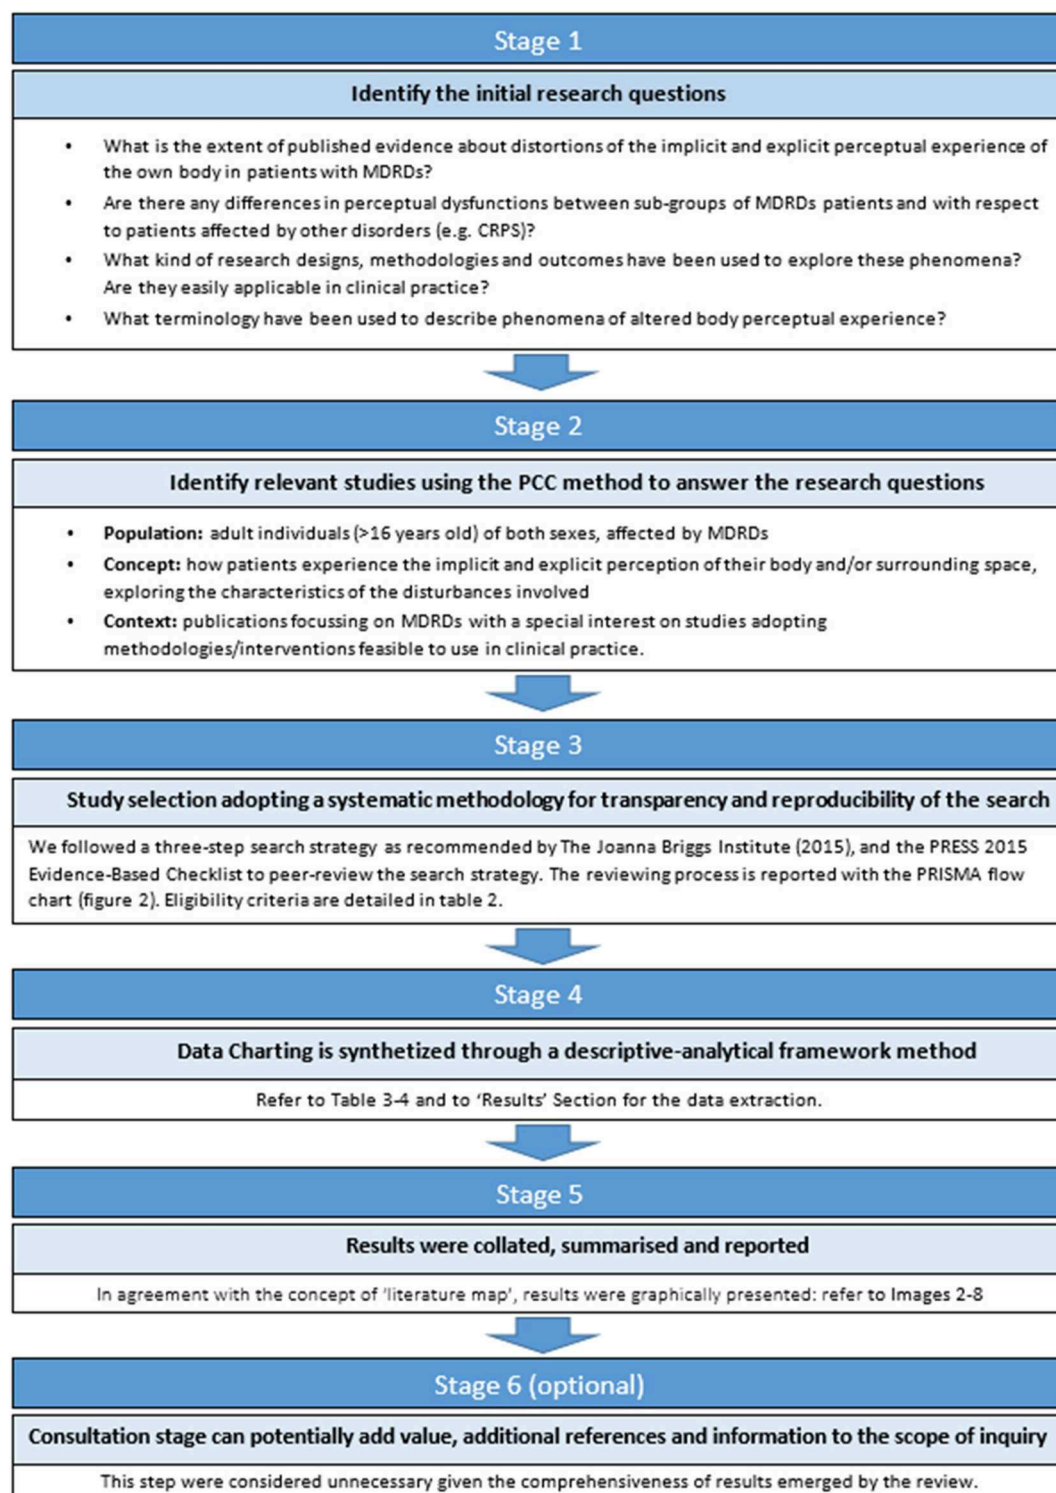 Stage 1
Identify the initial research questions
• What is the extent of published evidence about distortions of the implicit and explicit perceptual experience of
the own body in patients with MDRDs?
• Are there any differences in perceptual dysfunctions between sub-groups of MDRDs patients and with respect
to patients affected by other disorders (e.g. CRPS)?
• What kind of research designs, methodologies and outcomes have been used to explore these phenomena?
Are they easily applicable in clinical practice?
• What terminology have been used to describe phenomena of altered body perceptual experience?
Stage 2
Identify relevant studies using the PCC method to answer the research questions
• Population: adult individuals (>16 years old) of both sexes, affected by MDRDs
• Concept: how patients experience the implicit and explicit perception of their body and/or surrounding space,
exploring the characteristics of the disturbances involved
• Context: publications focussing on MDRDs with a special interest on studies adopting
methodologies/interventions feasible to use in clinical practice.
Stage 3
Study selection adopting a systematic methodology for transparency and reproducibility of the search
We followed a three-step search strategy as recommended by The Joanna Briggs Institute (2015), and the PRESS 2015
Evidence-Based Checklist to peer-review the search strategy. The reviewing process is reported with the PRISMA flow
chart (figure 2). Eligibility criteria are detailed in table 2.
Stage 4
Data Charting is synthetized through a descriptive-analytical framework method
Refer to Table 3-4 and to ‘Results’ Section for the data extraction.
Stage 5
Results were collated, summarised and reported
In agreement with the concept of ‘literature map’, results were graphically presented: refer to Images 2-8
Stage 6 (optional)
Consultation stage can potentially add value, additional references and information to the scope of inquiry
This step were considered unnecessary given the comprehensiveness of results emerged by the review.